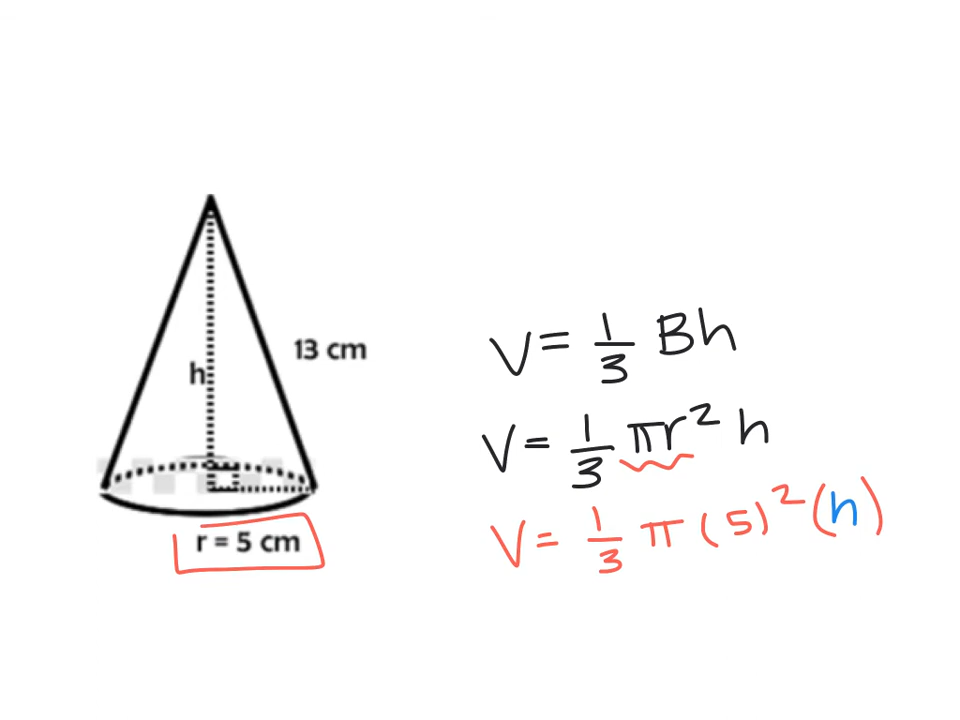 13 cm
h
r = 5 cm
V = 1/3 Bh
V = 1/3 πr² h
V = 1/3 π (5)² (h)